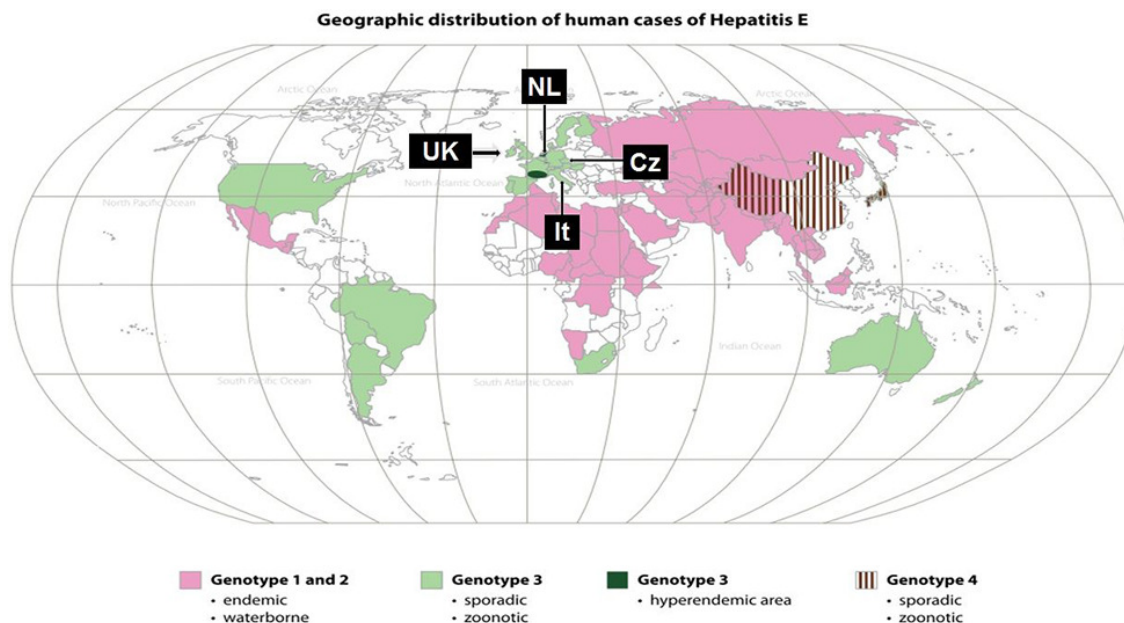 Geographic distribution of human cases of Hepatitis E
Arctic Ocean
Arctic Ocean
NL
UK
Cz
North Atlantic Ocean
North Pacific Ocean
It
Indian Ocean
South Pacific Ocean
South Atlantic Ocean
Genotype 1 and 2
• endemic
• waterborne
Genotype 3
• sporadic
• zoonotic
Genotype 3
• hyperendemic area
Genotype 4
• sporadic
• zoonotic